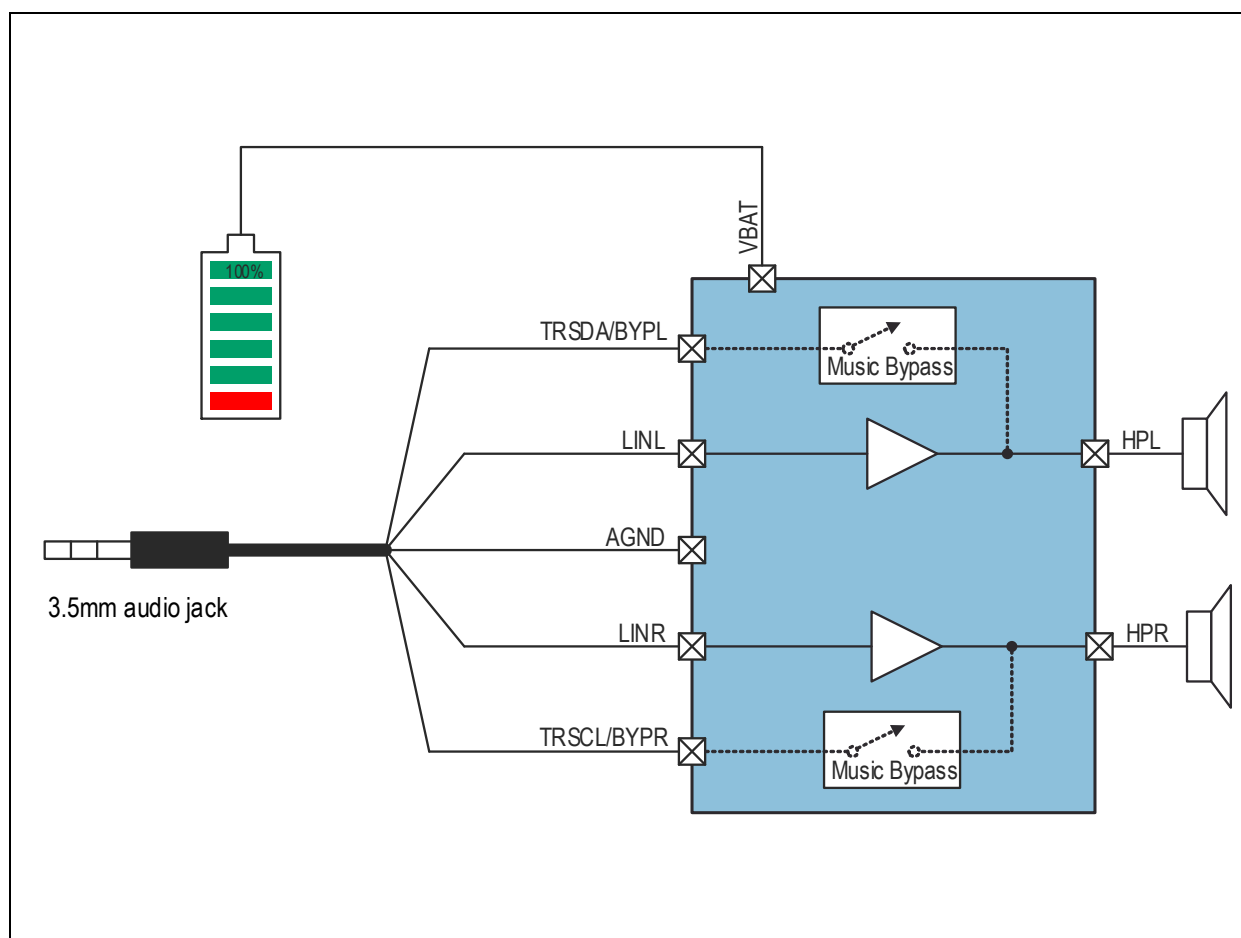 VBAT
100%
TRSDA/BYPL
Music Bypass
LINL
HPL
AGND
3.5mm audio jack
LINR
HPR
TRSCL/BYPR
Music Bypass